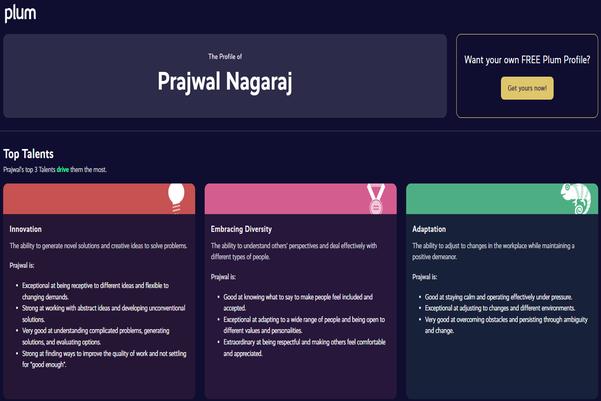 plum
The Profile of
Prajwal Nagaraj
Want your own FREE Plum Profile?
Get yours now!
Top Talents
Prajwal's top 3 Talents drive them the most.
Innovation
The ability to generate novel solutions and creative ideas to solve problems.
Prajwal is:
• Exceptional at being receptive to different ideas and flexible to
changing demands.
• Strong at working with abstract ideas and developing unconventional
solutions.
• Very good at understanding complicated problems, generating
solutions, and evaluating options.
• Strong at finding ways to improve the quality of work and not settling
for "good enough".
Embracing Diversity
The ability to understand others' perspectives and deal effectively with
different types of people.
Prajwal is:
• Good at knowing what to say to make people feel included and
accepted.
• Exceptional at adapting to a wide range of people and being open to
different values and personalities.
• Extraordinary at being respectful and making others feel comfortable
and appreciated.
Adaptation
The ability to adjust to changes in the workplace while maintaining a
positive demeanor.
Prajwal is:
• Good at staying calm and operating effectively under pressure.
• Exceptional at adjusting to changes and different environments.
• Very good at overcoming obstacles and persisting through ambiguity
and change.